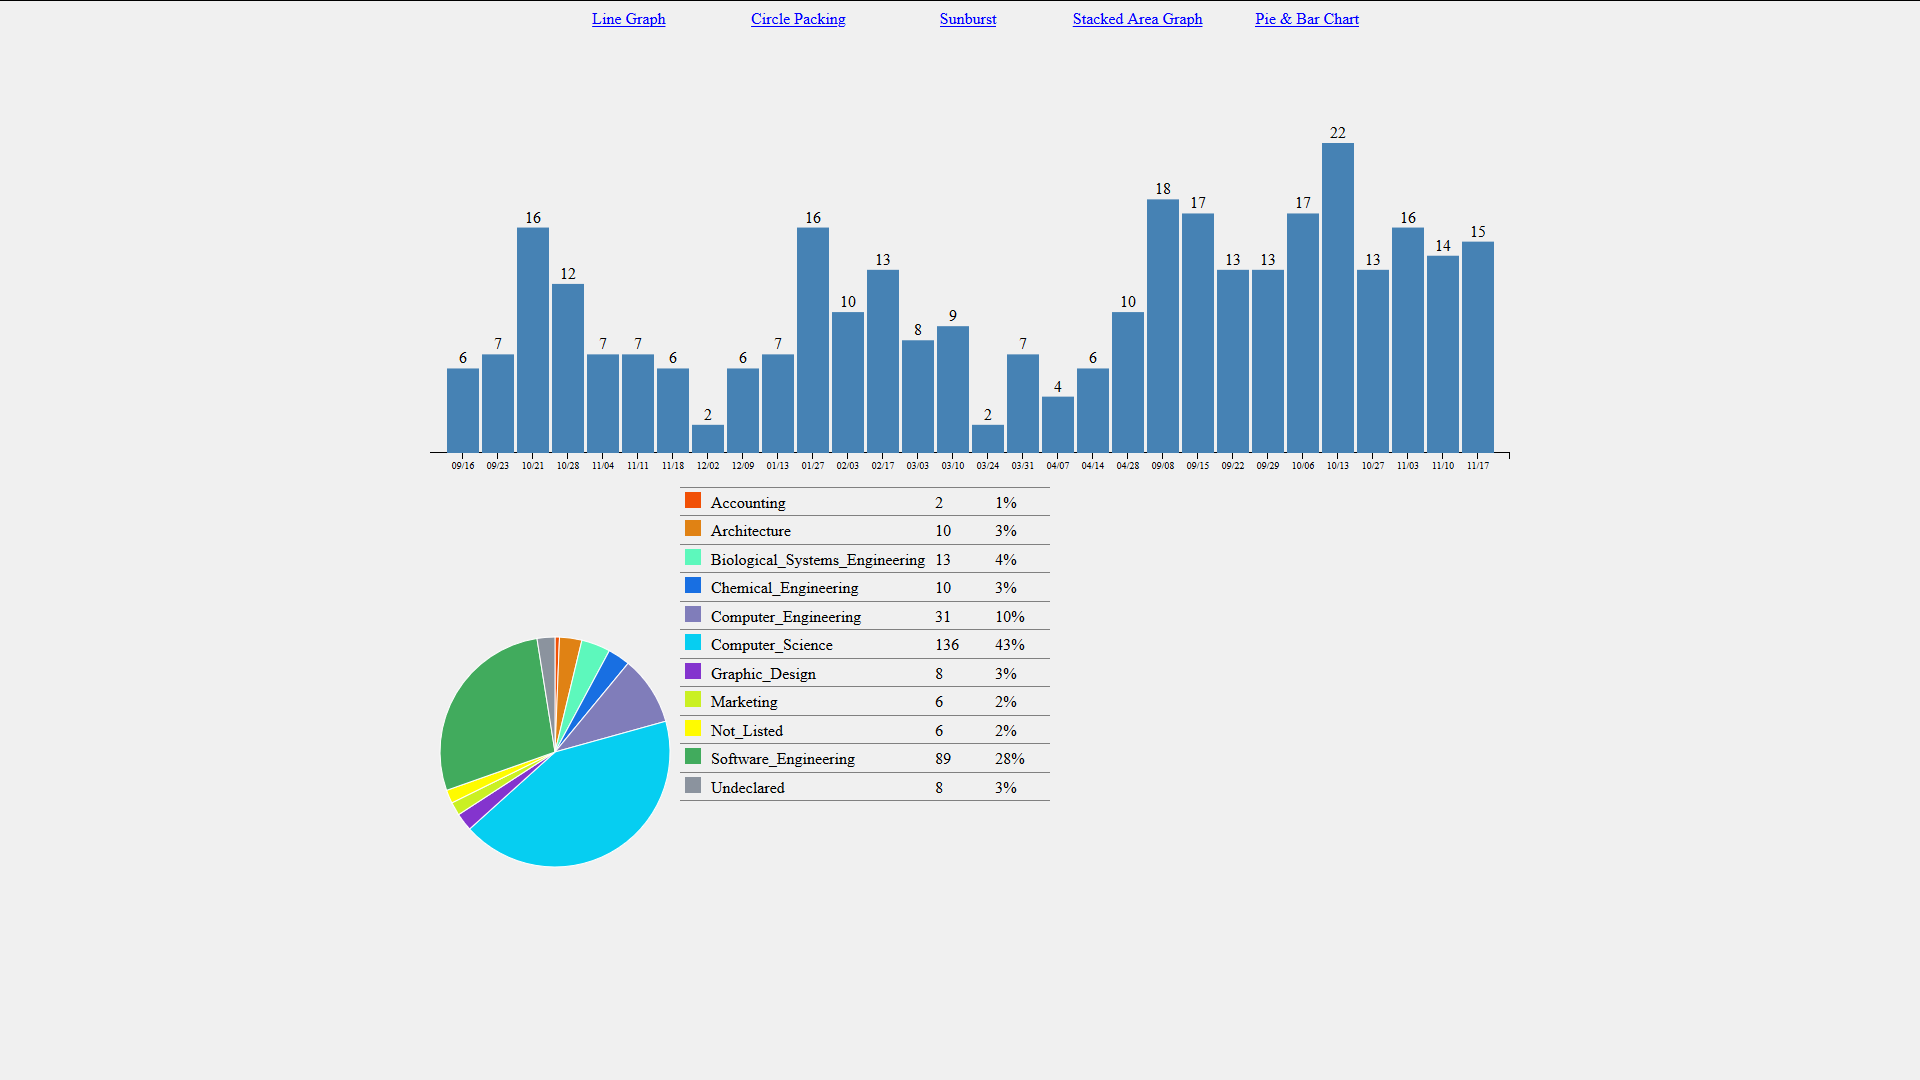 Line Graph Circle Packing Sunburst Stacked Area Graph Pie & Bar Chart
22
18
17 17
16 16 16
15
14
13 13 13 13
12
10 10
9
8
7 7 7 7 7
6 6 6 6
4
2 2
09/16 09/23 10/21 10/28 11/04 11/11 11/18 12/02 12/09 01/13 01/27 02/03 02/17 03/03 03/10 03/24 03/31 04/07 04/14 04/28 09/08 09/15 09/22 09/29 10/06 10/13 10/27 11/03 11/10 11/17
Accounting 2 1%
Architecture 10 3%
Biological_Systems_Engineering 13 4%
Chemical_Engineering 10 3%
Computer_Engineering 31 10%
Computer_Science 136 43%
Graphic_Design 8 3%
Marketing 6 2%
Not_Listed 6 2%
Software_Engineering 89 28%
Undeclared 8 3%